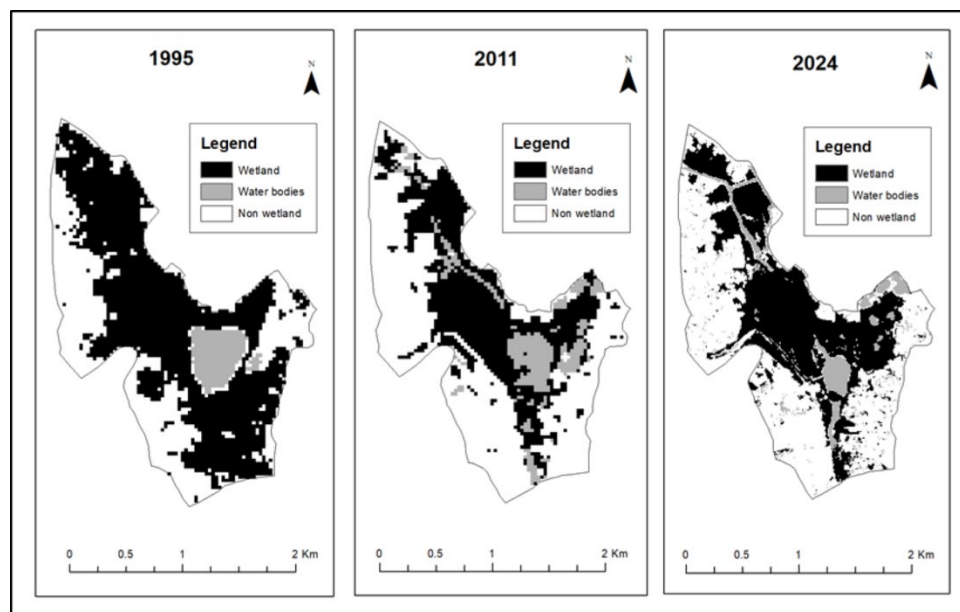 1995
N
Legend
Wetland
Water bodies
Non wetland
0 0.5 1 2 Km
2011
N
Legend
Wetland
Water bodies
Non wetland
0 0.5 1 2 Km
2024
N
Legend
Wetland
Water bodies
Non wetland
0 0.5 1 2 Km